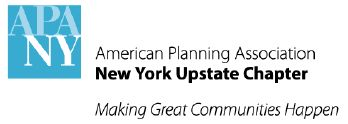 APA
NY
American Planning Association
New York Upstate Chapter
Making Great Communities Happen